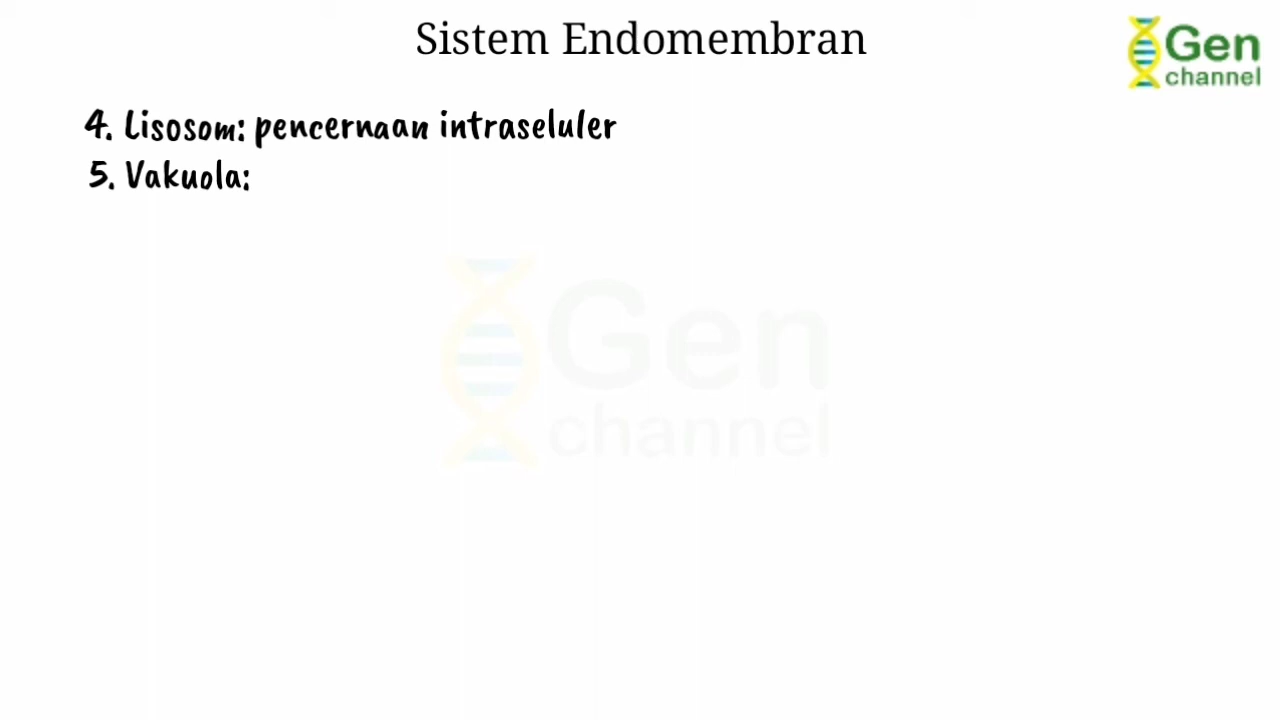 Sistem Endomembran
Gen
channel
4. Lisosom: pencernaan intraseluler
5. Vakuola:
Gen
channel